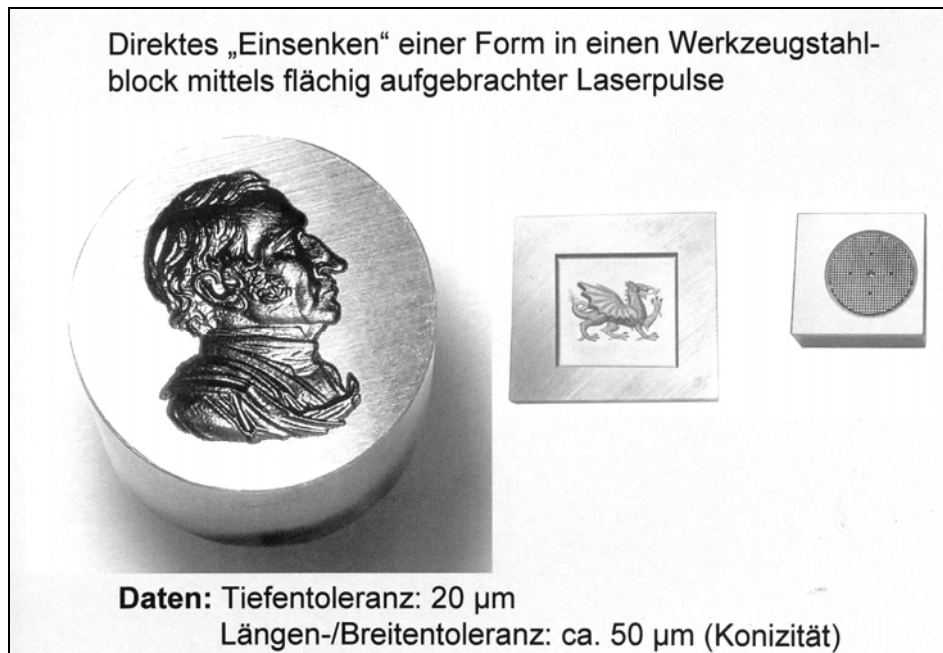 Direktes „Einsenken“ einer Form in einen Werkzeugstahl-
block mittels flächig aufgebrachter Laserpulse
Daten: Tiefentoleranz: 20 µm
Längen-/Breitentoleranz: ca. 50 µm (Konizität)